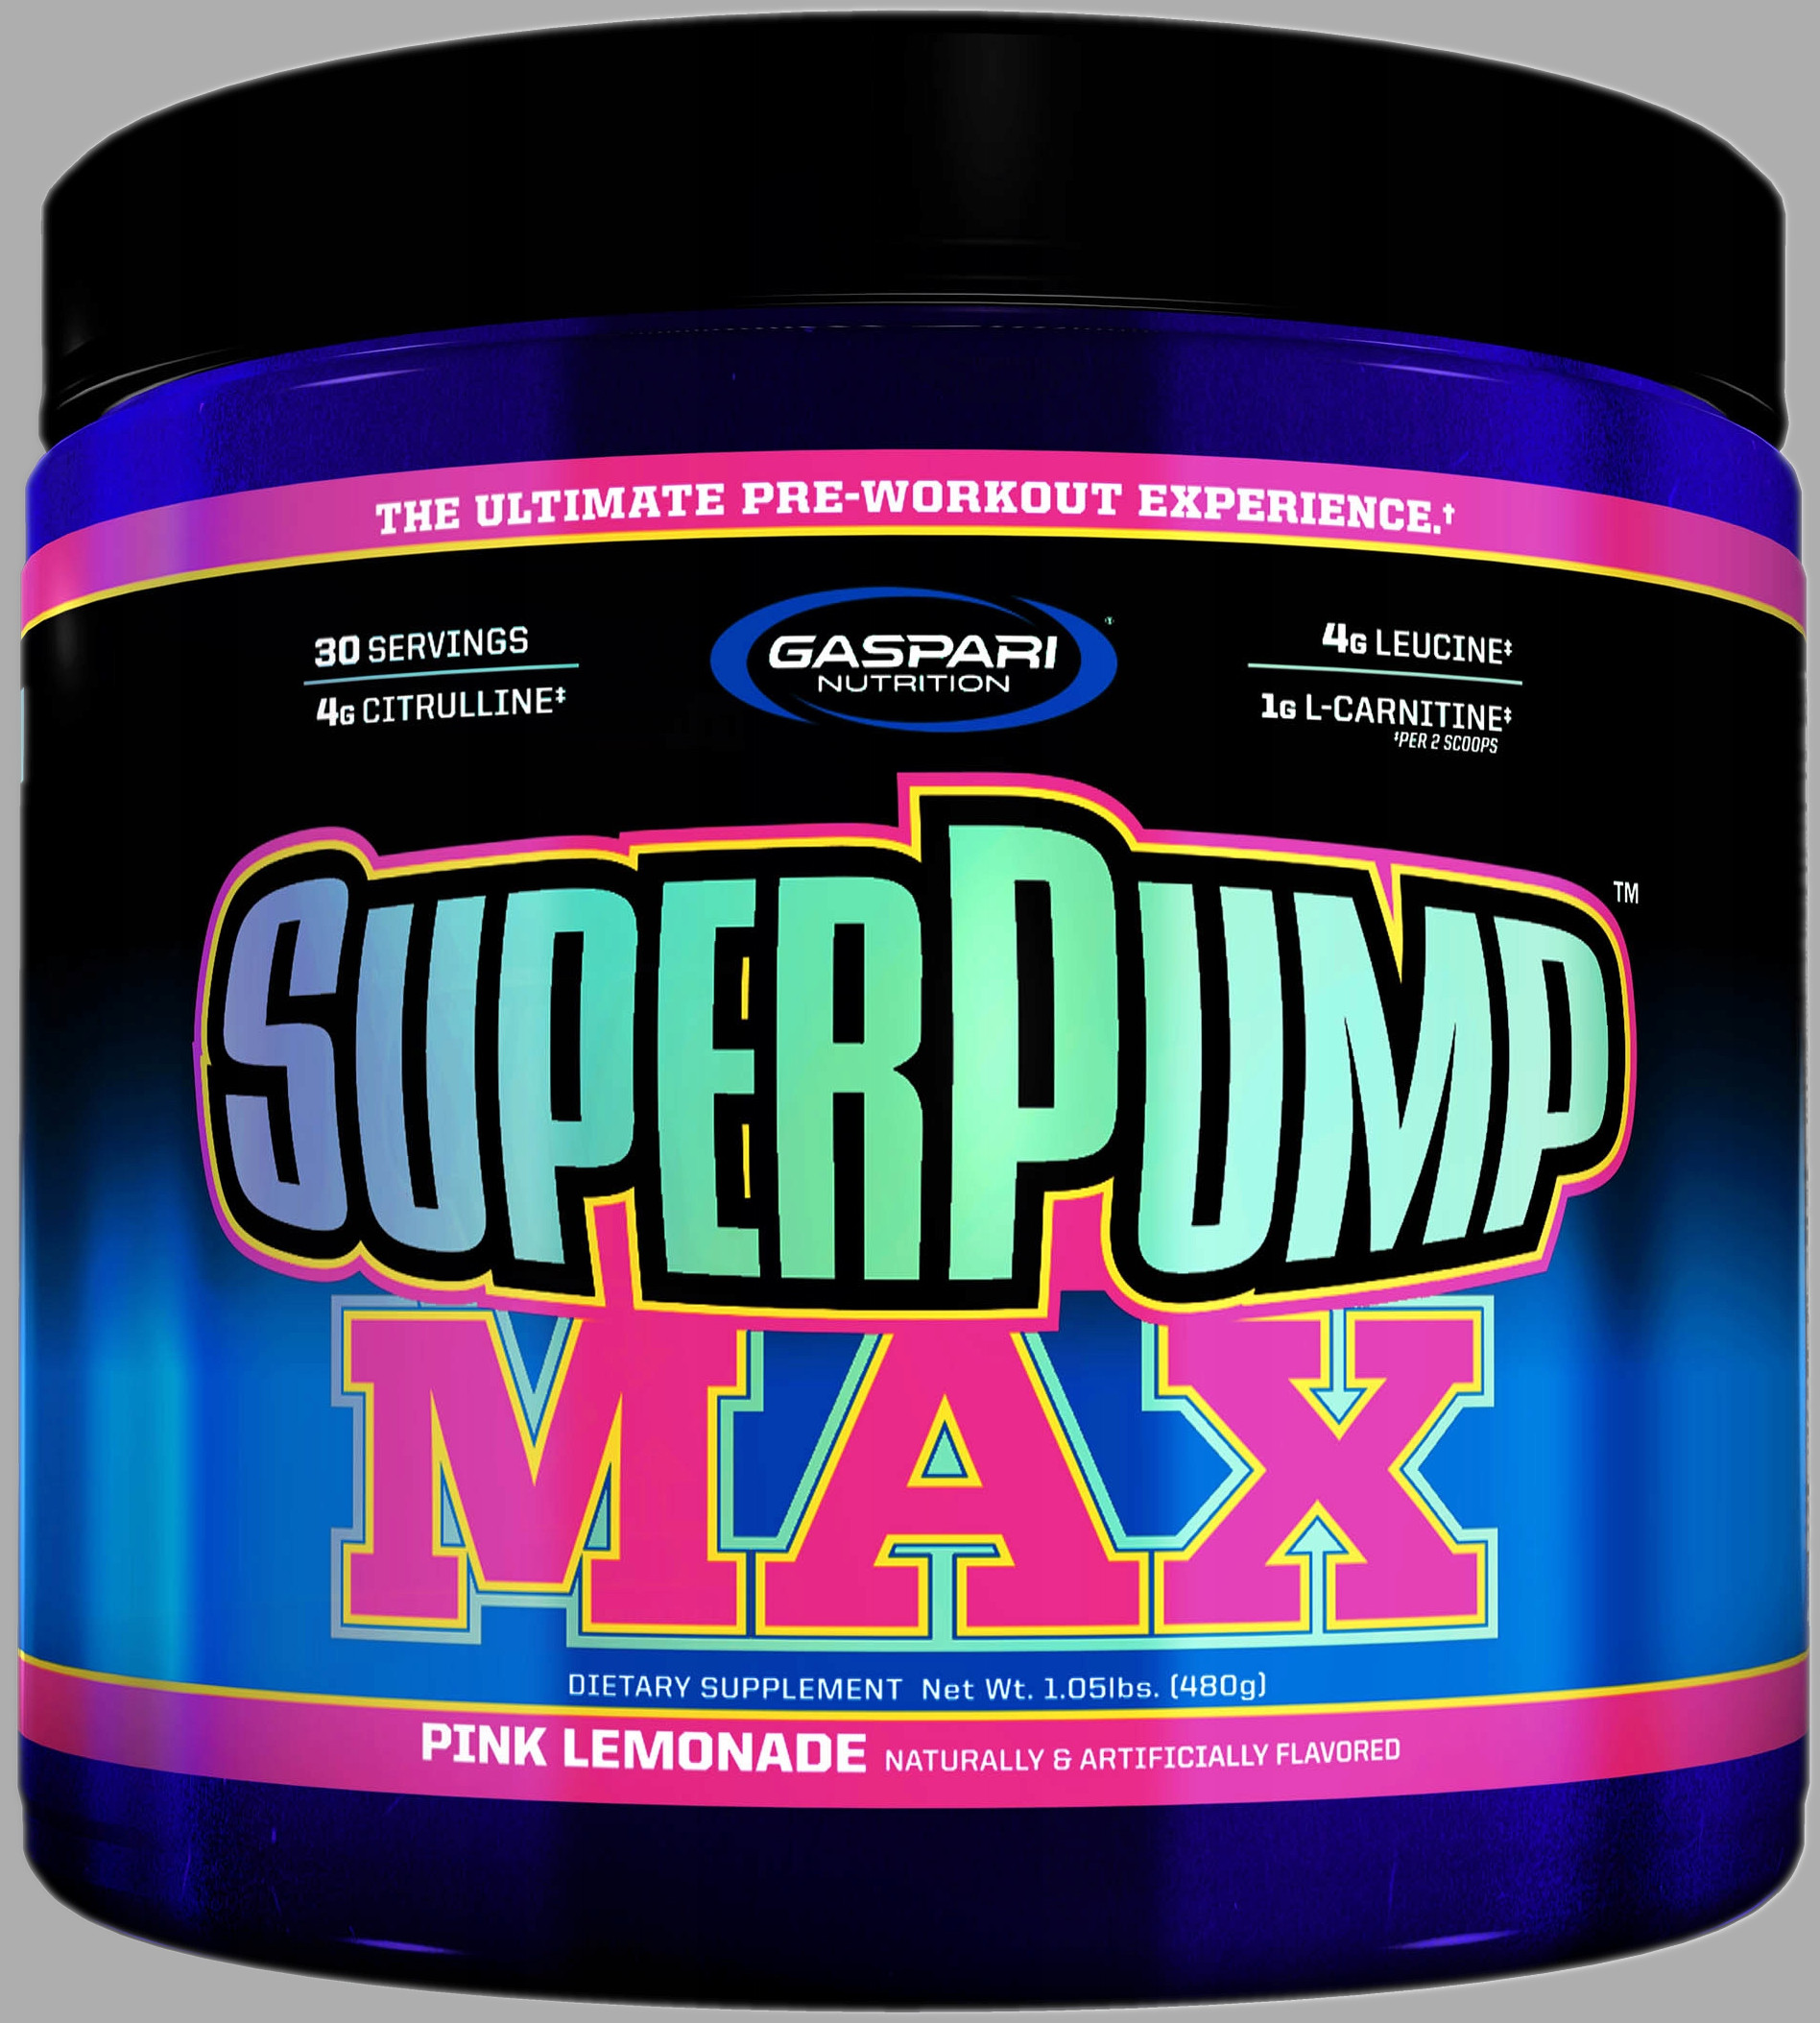 THE ULTIMATE PRE-WORKOUT EXPERIENCE.†
30 SERVINGS
4G CITRULLINE‡
GASPARI
NUTRITION
4G LEUCINE‡
1G L-CARNITINE‡
‡PER 2 SCOOPS
SUPERPUMP™
MAX
DIETARY SUPPLEMENT Net Wt. 1.05lbs. (480g)
PINK LEMONADE NATURALLY & ARTIFICIALLY FLAVORED